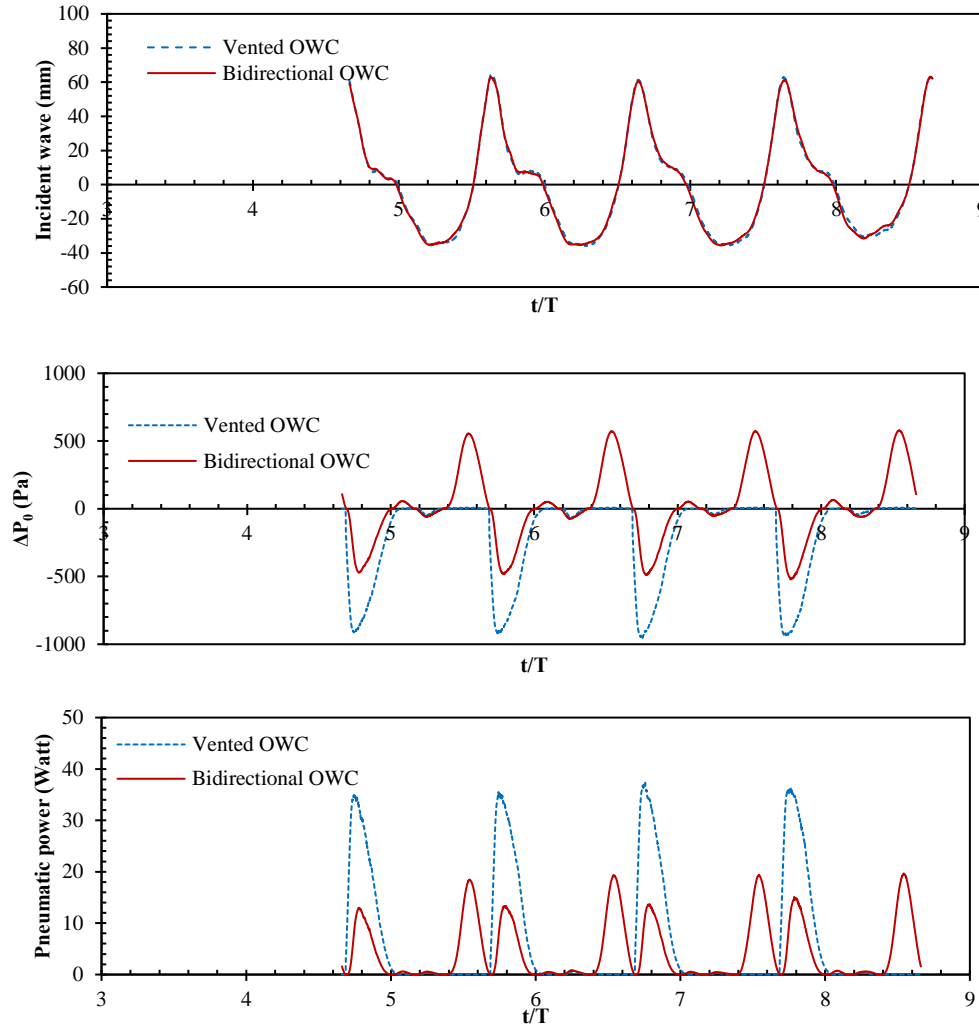 100
80
60
40
20
0
-20
-40
-60
Incident wave (mm)
Vented OWC
Bidirectional OWC
3 4 5 6 7 8 9
t/T
1000
500
0
-500
-1000
ΔP₀ (Pa)
Vented OWC
Bidirectional OWC
3 4 5 6 7 8 9
t/T
50
40
30
20
10
0
Pneumatic power (Watt)
Vented OWC
Bidirectional OWC
3 4 5 6 7 8 9
t/T